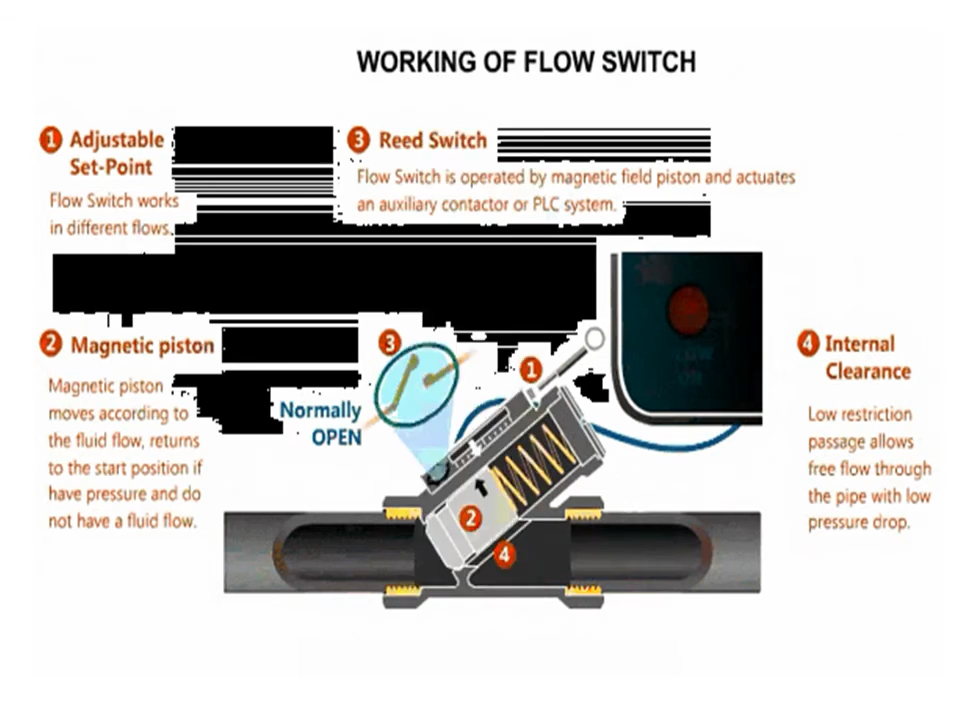 WORKING OF FLOW SWITCH
1 Adjustable
Set-Point
Flow Switch works
in different flows.
3 Reed Switch
Flow Switch is operated by magnetic field piston and actuates
an auxiliary contactor or PLC system.
2 Magnetic piston
Magnetic piston
moves according to
the fluid flow, returns
to the start position if
have pressure and do
not have a fluid flow.
3
Normally
OPEN
1
2
4
4 Internal
Clearance
Low restriction
passage allows
free flow through
the pipe with low
pressure drop.